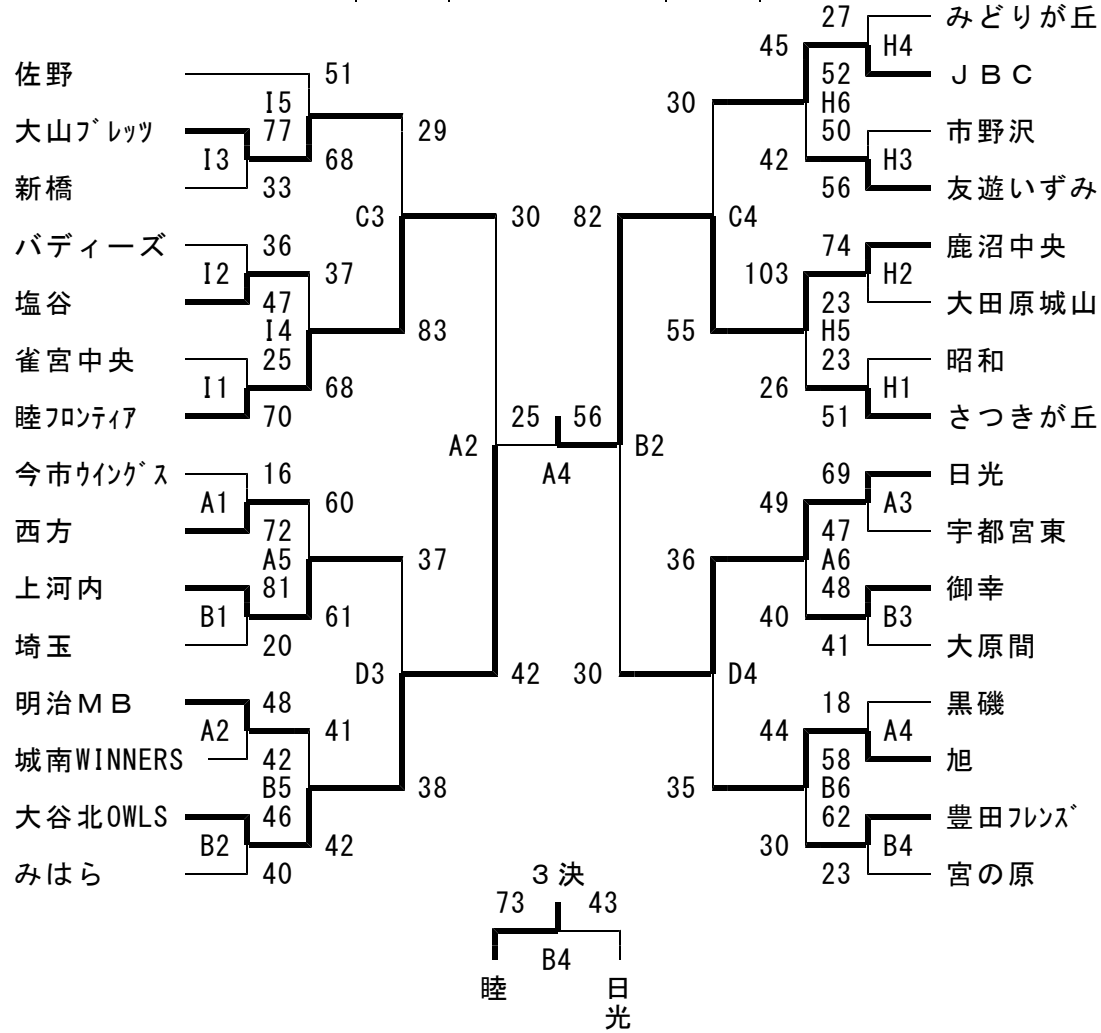 27 みどりが丘
45 H4
佐野 51 52 ＪＢＣ
I5 30 H6
大山ﾌﾞﾚｯﾂ 77 29 50 市野沢
I3 68 42 H3
新橋 33 56 友遊いずみ
C3 30 82 C4
バディーズ 36 74 鹿沼中央
I2 37 103 H2
塩谷 47 23 大田原城山
I4 83 55 H5
雀宮中央 25 23 昭和
I1 68 26 H1
睦ﾌﾛﾝﾃｨｱ 70 25 56 51 さつきが丘
A2 A4 B2
今市ｳｲﾝｸﾞｽ 16 69 日光
A1 60 49 A3
西方 72 47 宇都宮東
A5 37 36 A6
上河内 81 48 御幸
B1 61 40 B3
埼玉 20 41 大原間
D3 42 30 D4
明治ＭＢ 48 18 黒磯
A2 41 44 A4
城南WINNERS 42 58 旭
B5 38 35 B6
大谷北OWLS 46 62 豊田ﾌﾚﾝｽﾞ
B2 42 30 B4
みはら 40 23 宮の原
３決
73 43
B4
睦 日光